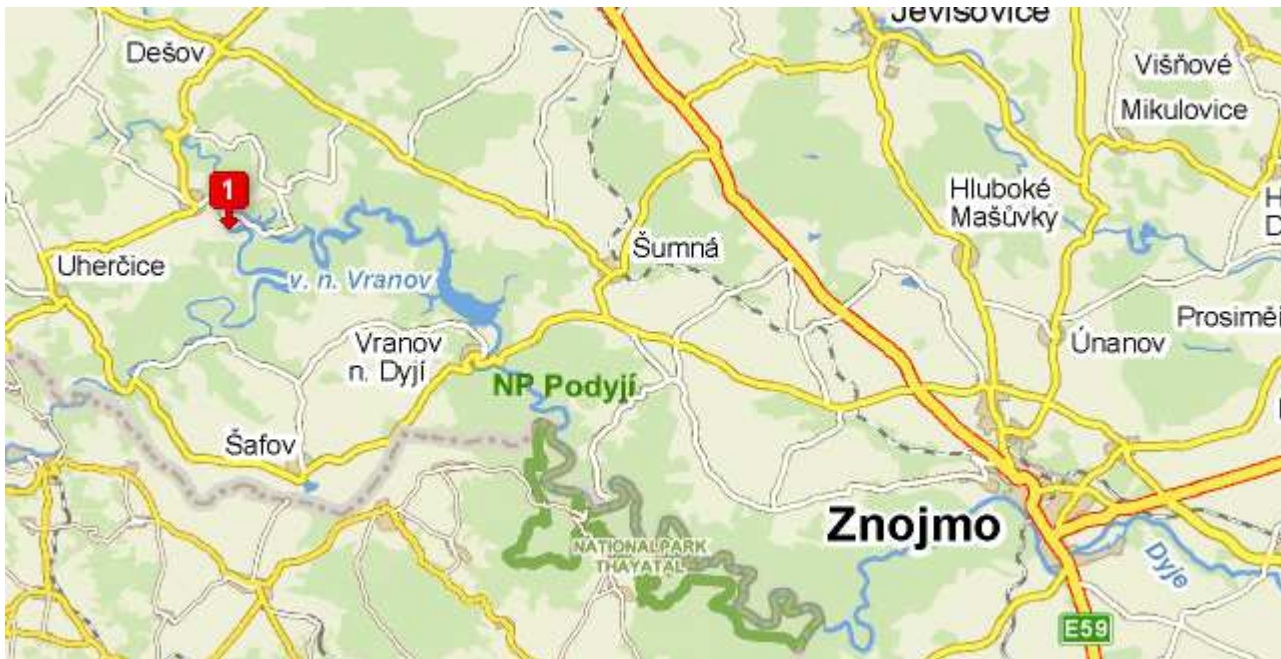 Jevišovice
Dešov
Višňové
Mikulovice
1
Hluboké
Mašůvky
Šumná
Uherčice
v. n. Vranov
Prosiměř
Únanov
Vranov
n. Dyjí
NP Podyjí
Šafov
Znojmo
NATIONALPARK
THAYATAL
Dyje
E59